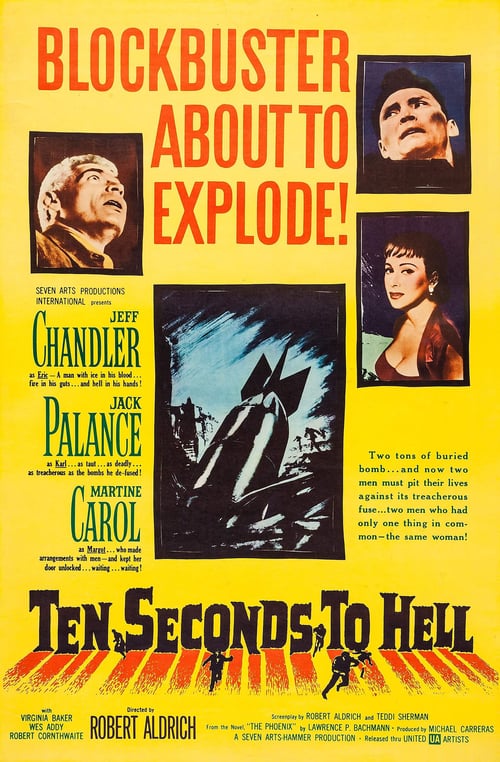 BLOCKBUSTER
ABOUT TO
EXPLODE!
SEVEN ARTS PRODUCTIONS
INTERNATIONAL presents
JEFF
CHANDLER
as Eric – A man with ice in his blood...
fire in his guts...and hell in his hands!
JACK
PALANCE
as Karl...as taut...as deadly...
as treacherous as the bombs he de-fused!
MARTINE
CAROL
as Margot...who made
arrangements with men—and kept her
door unlocked...waiting...waiting!
Two tons of buried
bomb...and now two
men must pit their lives
against its treacherous
fuse...two men who had
only one thing in com-
mon—the same woman!
TEN SECONDS TO HELL
with
VIRGINIA BAKER
WES ADDY
ROBERT CORNTHWAITE
Directed by
ROBERT ALDRICH
Screenplay by ROBERT ALDRICH and TEDDI SHERMAN
From the Novel, "THE PHOENIX" by LAWRENCE P. BACHMANN • Produced by MICHAEL CARRERAS
A SEVEN ARTS-HAMMER PRODUCTION • Released thru UNITED UA ARTISTS